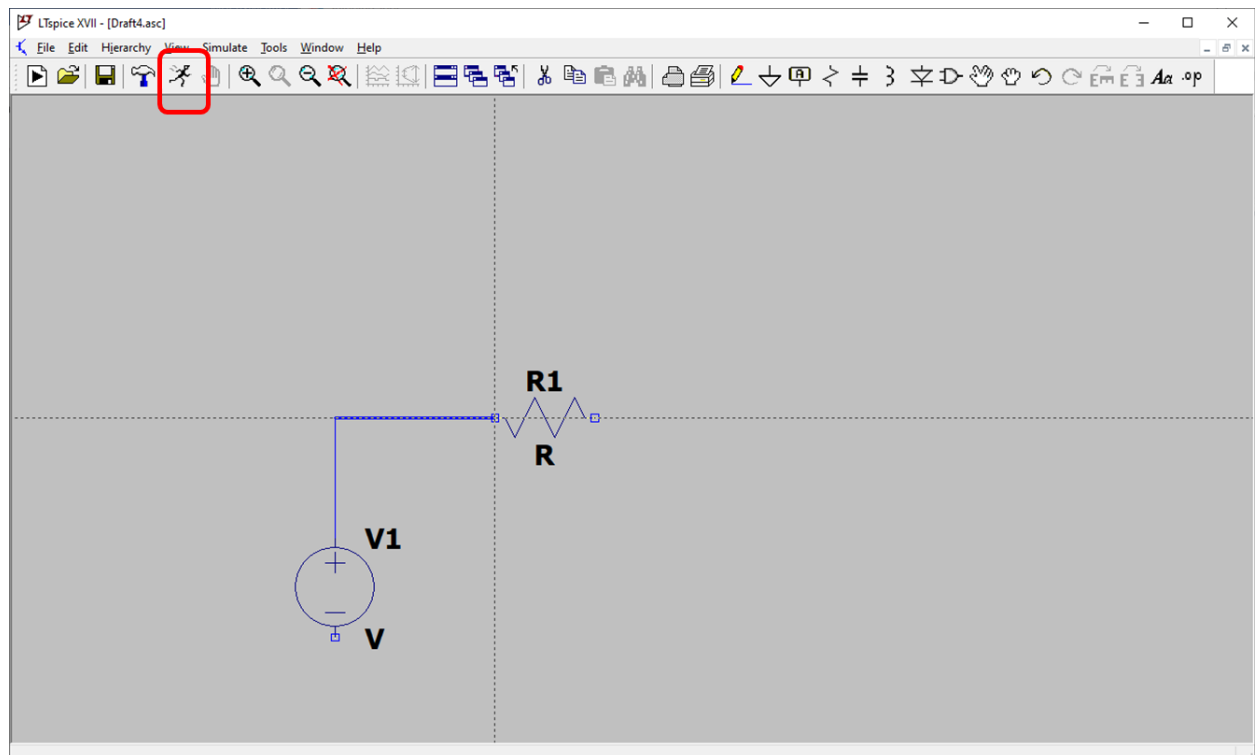 LTspice XVII - [Draft4.asc]
File Edit Hierarchy View Simulate Tools Window Help
Aa .op
R1
R
V1
V